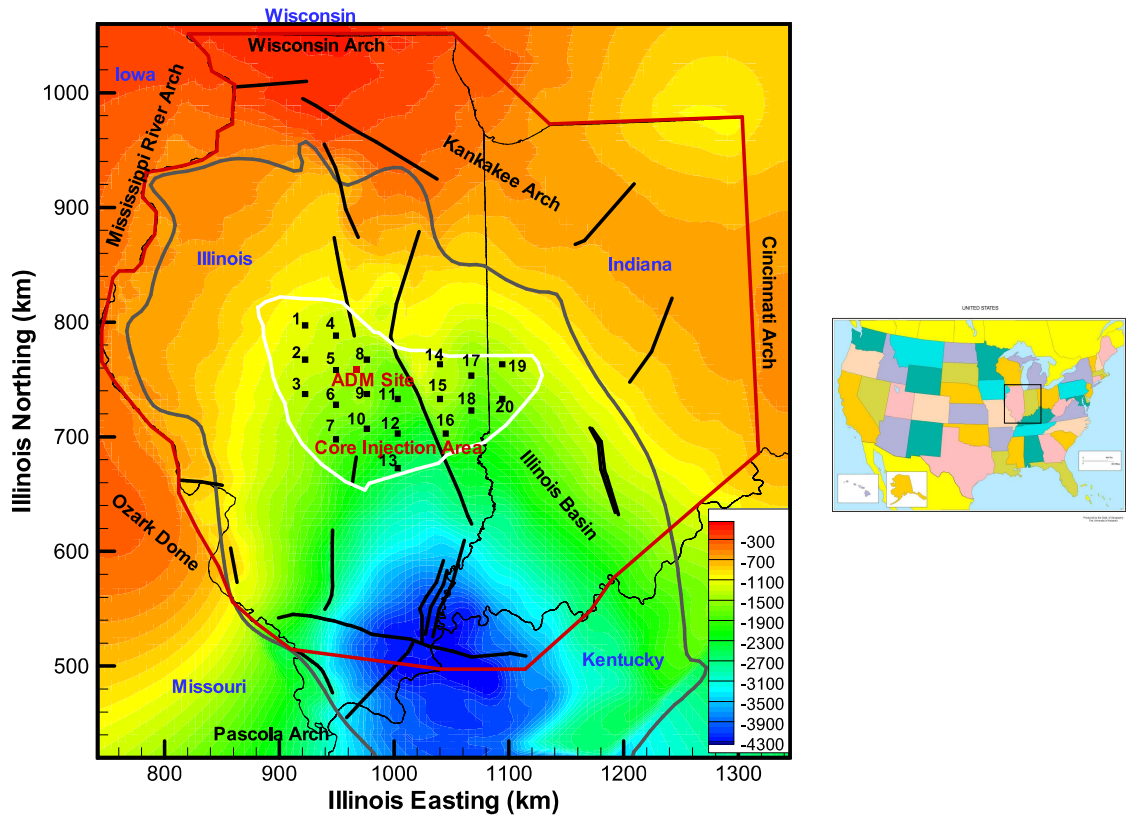 Wisconsin
Wisconsin Arch
Iowa
Mississippi River Arch
Kankakee Arch
Illinois
Indiana
Cincinnati Arch
1
4
2
5
8
14
17
19
ADM Site
3
6
9
11
15
18
20
7
10
12
16
Core Injection Area
13
Illinois Basin
Ozark Dome
Missouri
Kentucky
Pascola Arch
Illinois Northing (km)
1000
900
800
700
600
500
800
900
1000
1100
1200
1300
Illinois Easting (km)
-300
-700
-1100
-1500
-1900
-2300
-2700
-3100
-3500
-3900
-4300
UNITED STATES